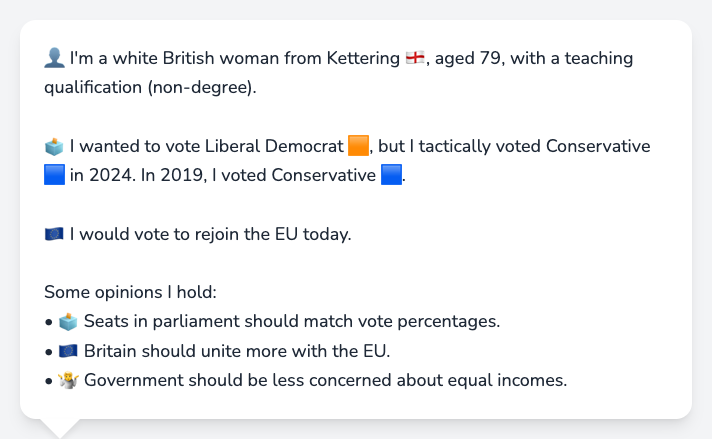 👤 I'm a white British woman from Kettering 🏴󠁧󠁢󠁥󠁮󠁧󠁿, aged 79, with a teaching
qualification (non-degree).
🗳️ I wanted to vote Liberal Democrat 🟧, but I tactically voted Conservative
🟦 in 2024. In 2019, I voted Conservative 🟦.
🇪🇺 I would vote to rejoin the EU today.
Some opinions I hold:
• 🗳️ Seats in parliament should match vote percentages.
• 🇪🇺 Britain should unite more with the EU.
• 🤷 Government should be less concerned about equal incomes.